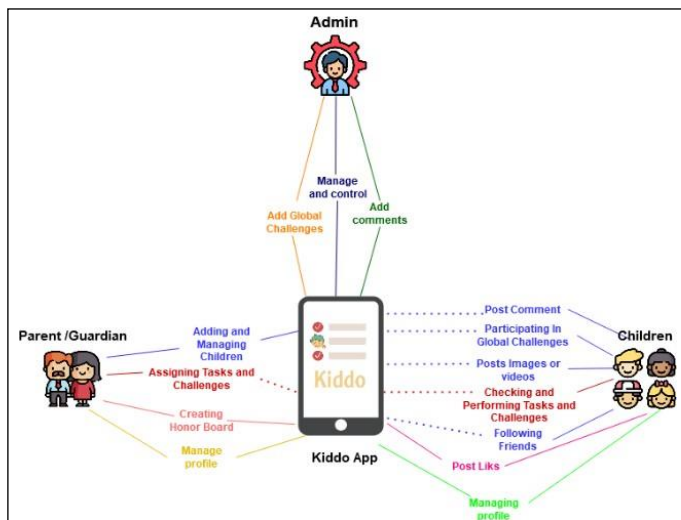 Admin
Manage
and control
Add Global
Challenges
Add
comments
Parent /Guardian
Adding and
Managing
Children
Assigning Tasks and
Challenges
Creating
Honor Board
Manage
profile
Kiddo
Kiddo App
Post Comment
Participating In
Global Challenges
Posts Images or
videos
Checking and
Performing Tasks and
Challenges
Following
Friends
Post Liks
Managing
profile
Children